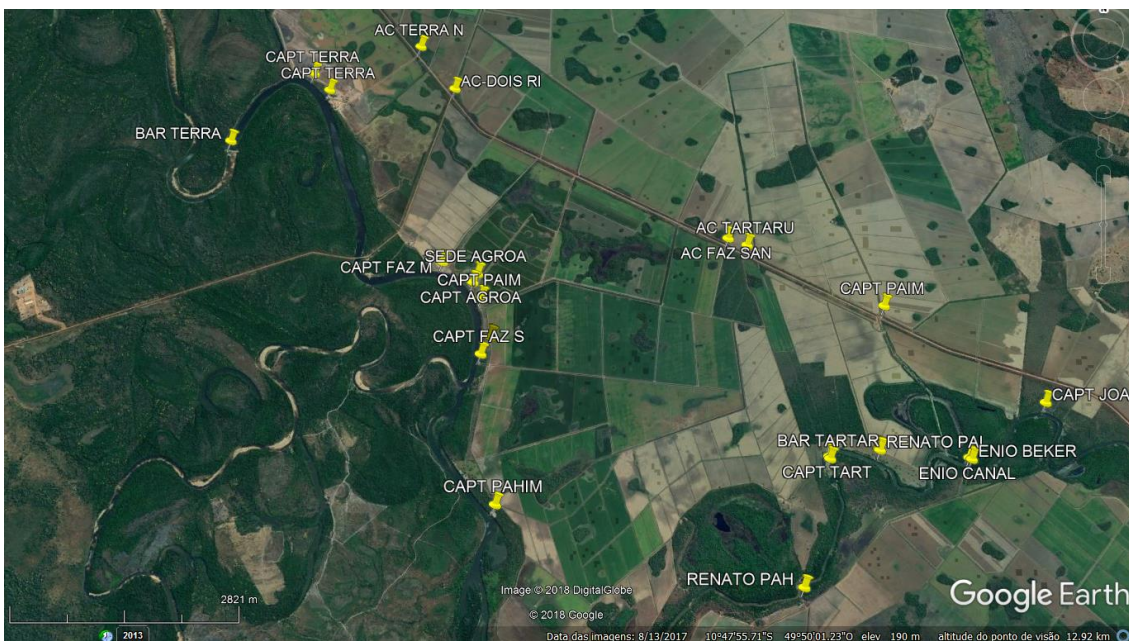 AC TERRA N
CAPT TERRA
CAPT TERRA
AC-DOIS RI
BAR TERRA
AC TARTARU
AC FAZ SAN
SEDE AGROA
CAPT FAZ M
CAPT PAIM
CAPT AGROA
CAPT PAIM
CAPT FAZ S
CAPT JOA
BAR TARTAR
RENATO PAI
ENIO BEKER
CAPT TART
ENIO CANAL
CAPT PAHIM
RENATO PAH
Image © 2018 DigitalGlobe
© 2018 Google
Google Earth
2821 m
2013
Data das imagens: 8/13/2017 10°47'55.71"S 49°50'01.23"O elev 190 m altitude do ponto de visão 12.92 km